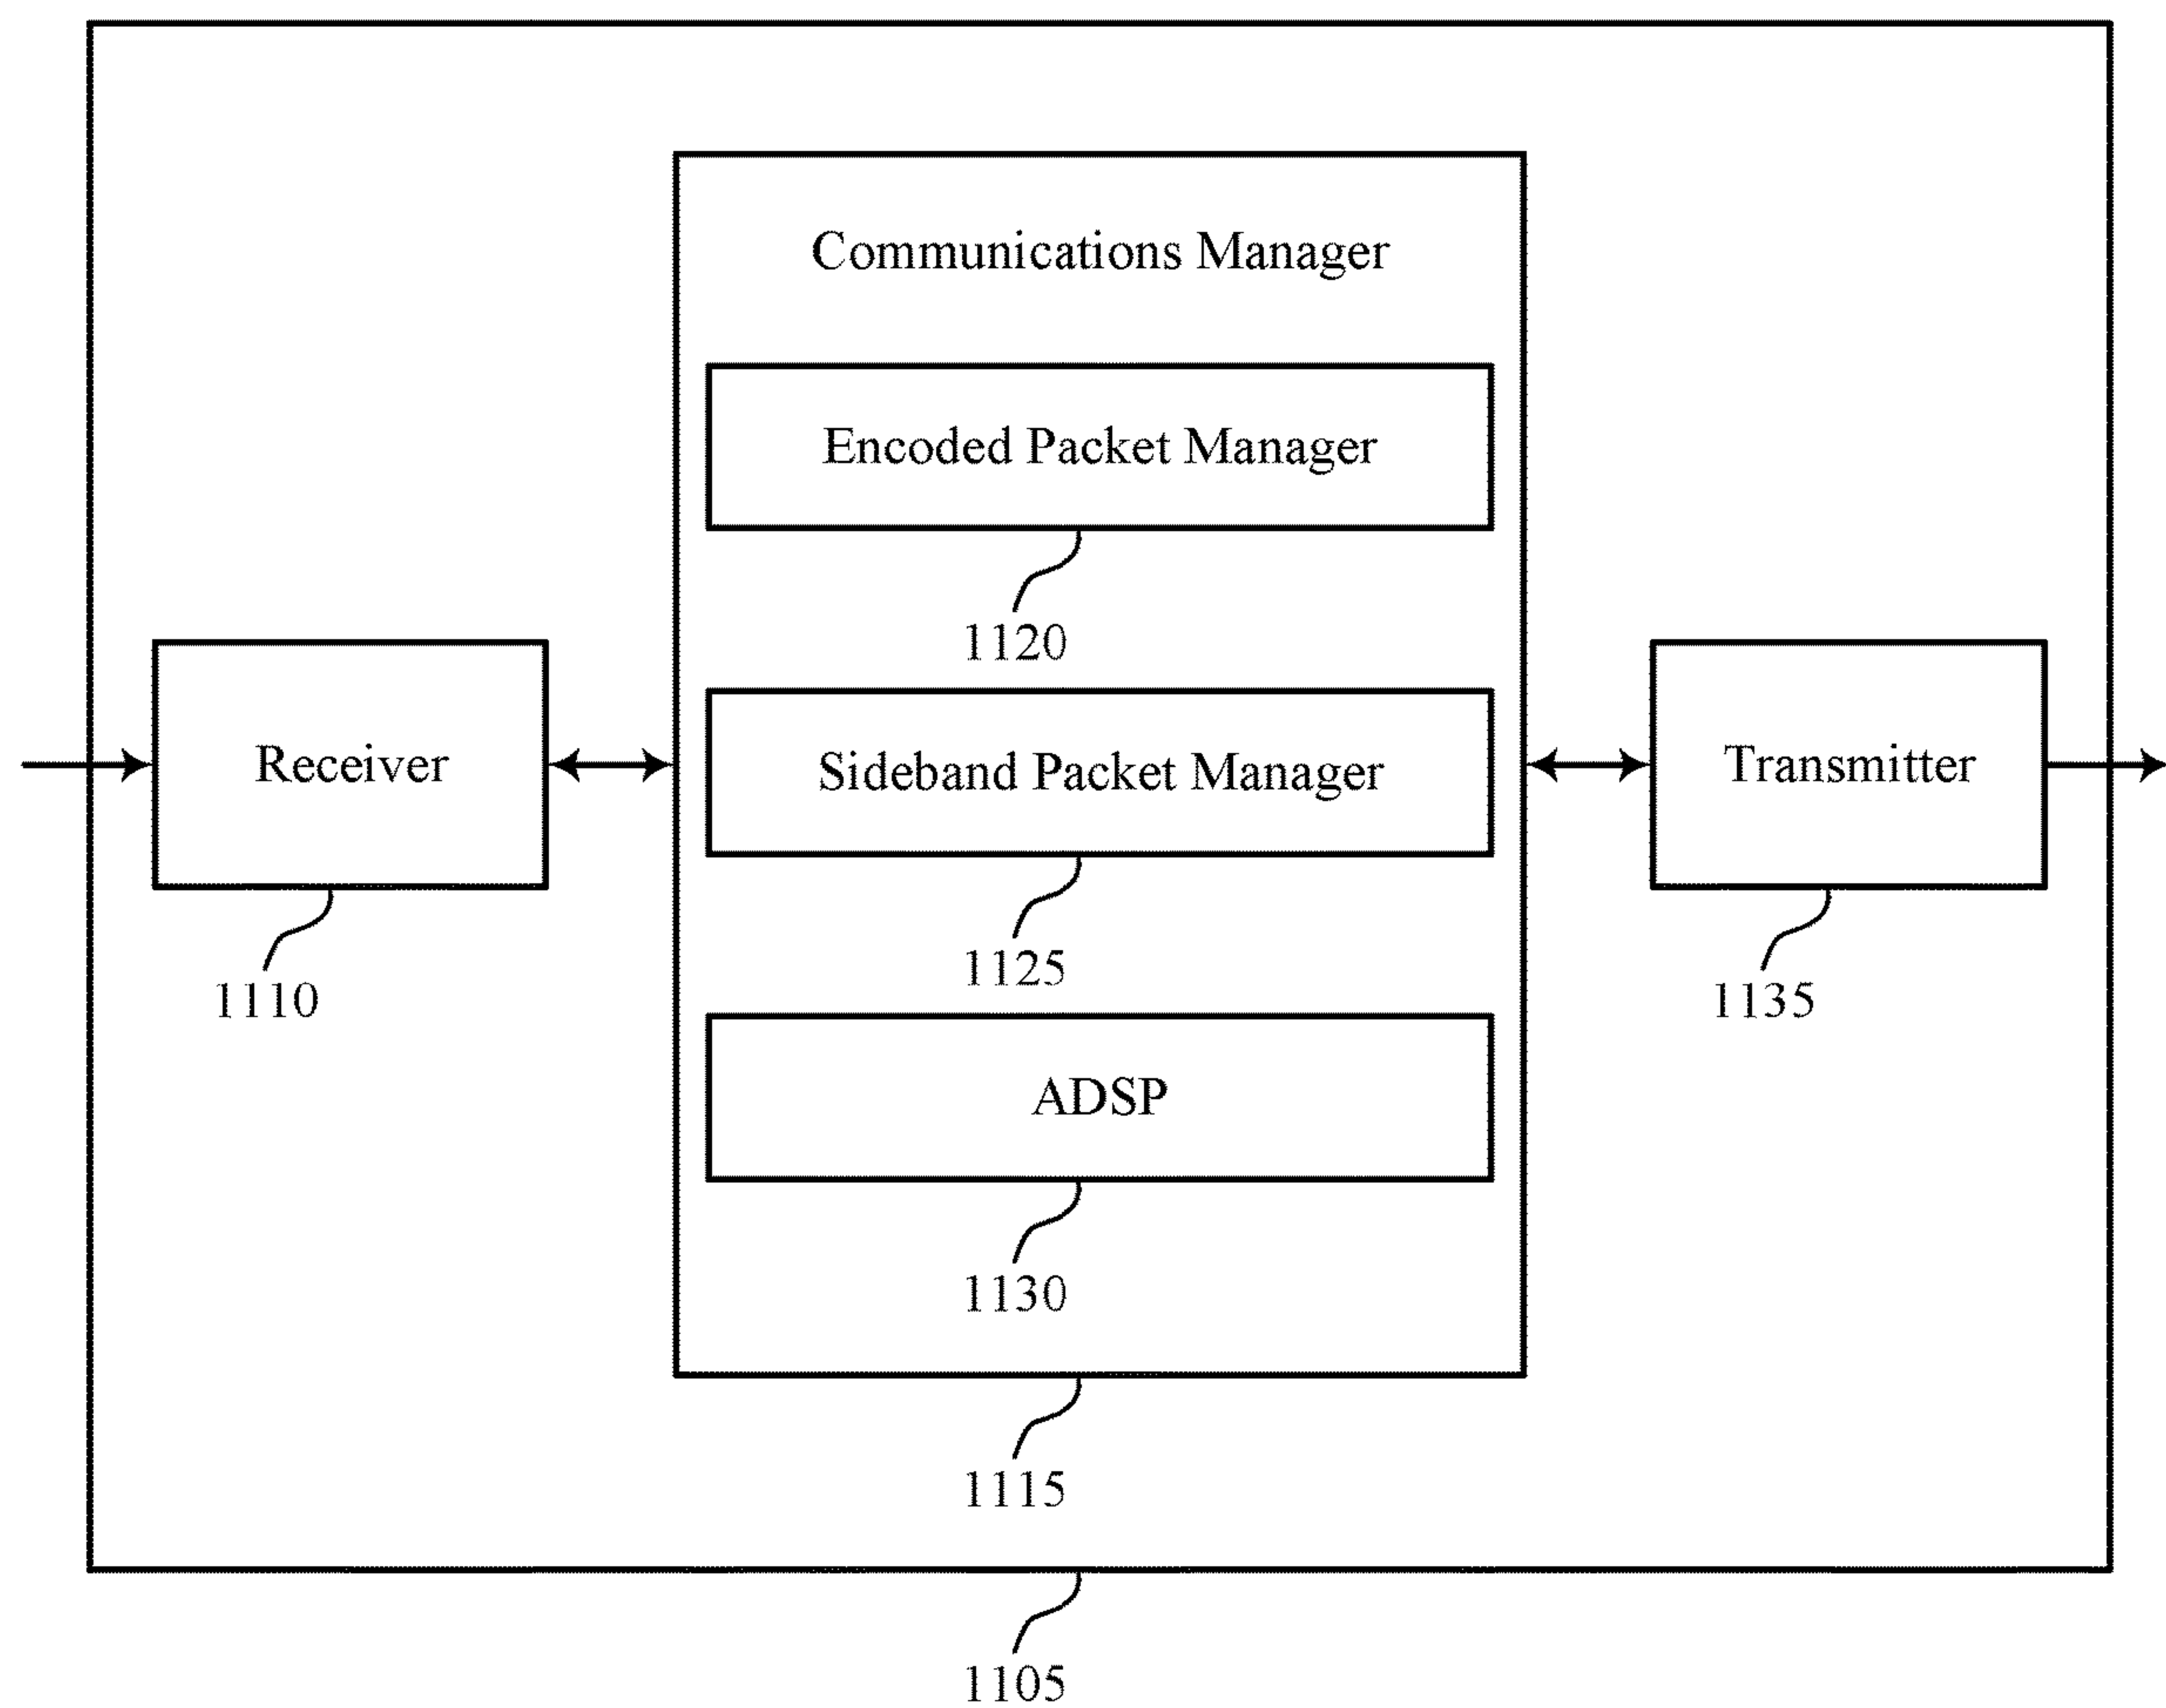 Communications Manager
Encoded Packet Manager
1120
Receiver
Sideband Packet Manager
Transmitter
1110
1125
1135
ADSP
1130
1115
1105